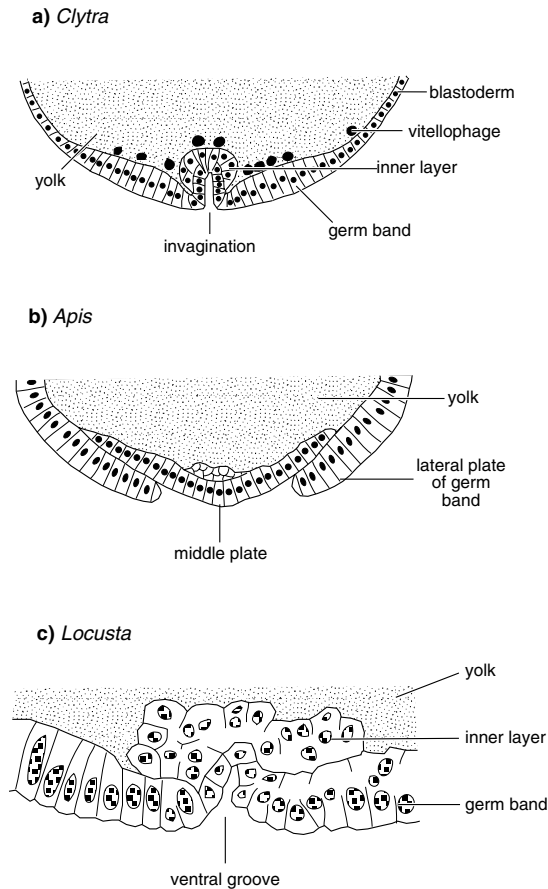 a) Clytra
blastoderm
vitellophage
inner layer
yolk
germ band
invagination
b) Apis
yolk
lateral plate
of germ
band
middle plate
c) Locusta
yolk
inner layer
germ band
ventral groove